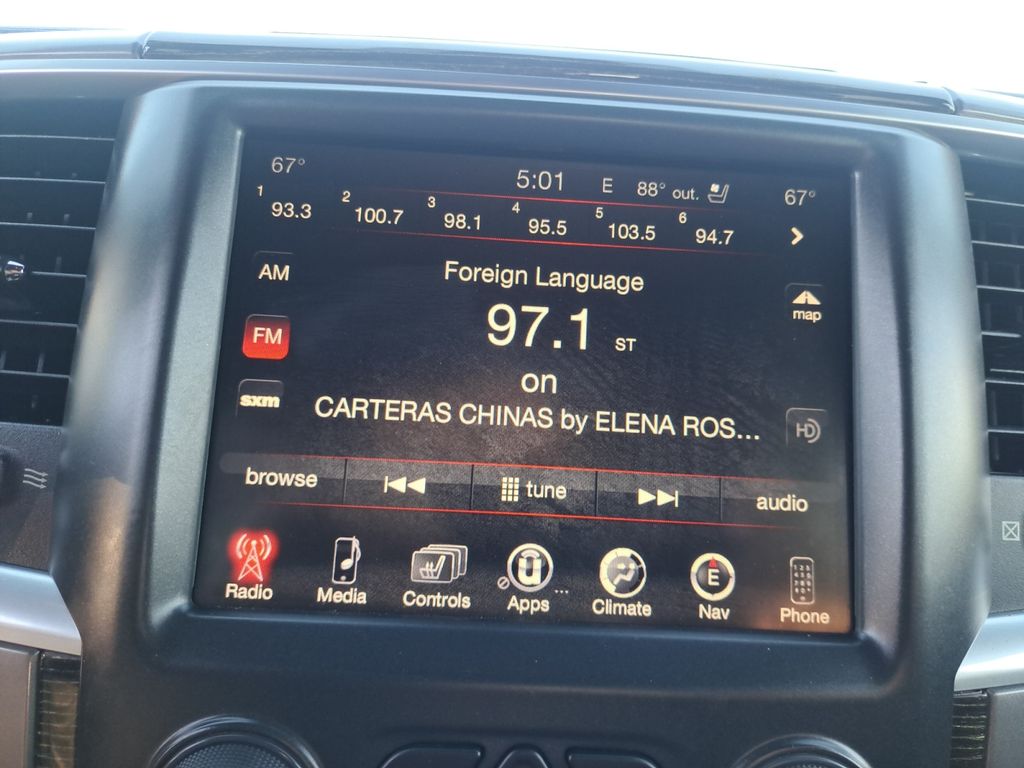 67° 5:01 E 88° out. 67°
1 93.3 2 100.7 3 98.1 4 95.5 5 103.5 6 94.7
AM Foreign Language
map
FM 97.1 ST
on
sxm CARTERAS CHINAS by ELENA ROS... HD
browse tune audio
Radio Media Controls Apps ... Climate E Nav Phone